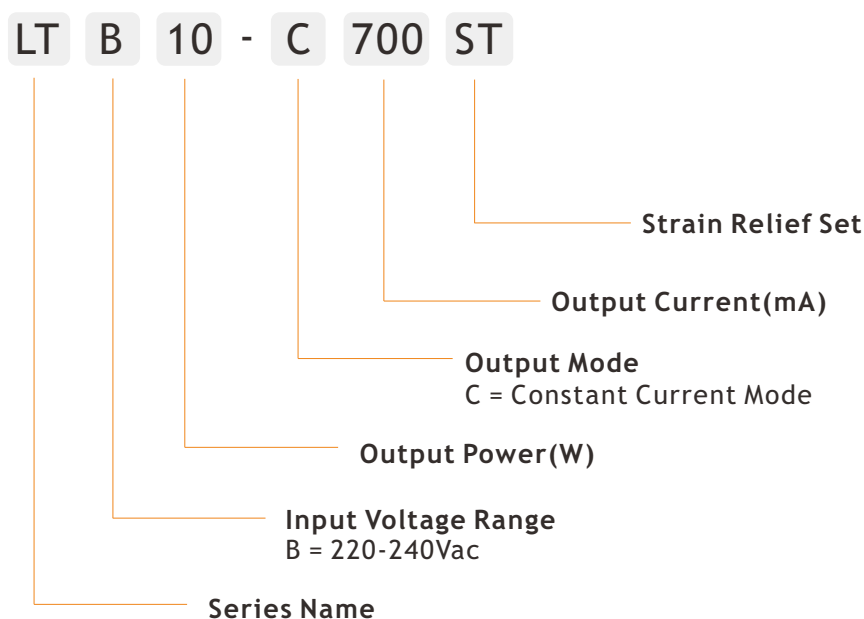 LT B 10 - C 700 ST
Strain Relief Set
Output Current(mA)
Output Mode
C = Constant Current Mode
Output Power(W)
Input Voltage Range
B = 220-240Vac
Series Name